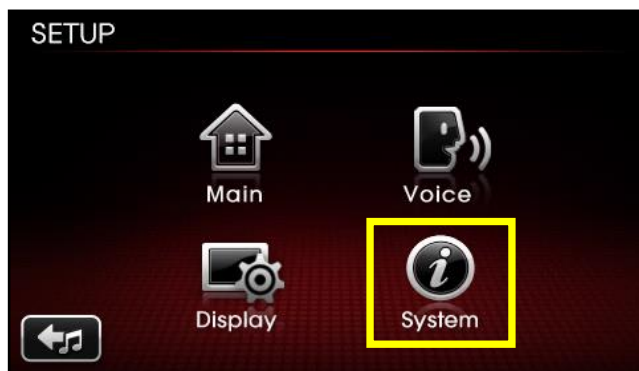 SETUP
Main
Voice
Display
System